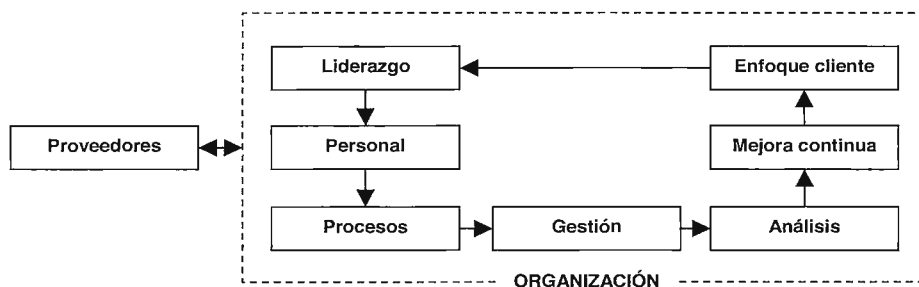 Liderazgo
Enfoque cliente
Proveedores
Personal
Mejora continua
Procesos
Gestión
Análisis
ORGANIZACIÓN